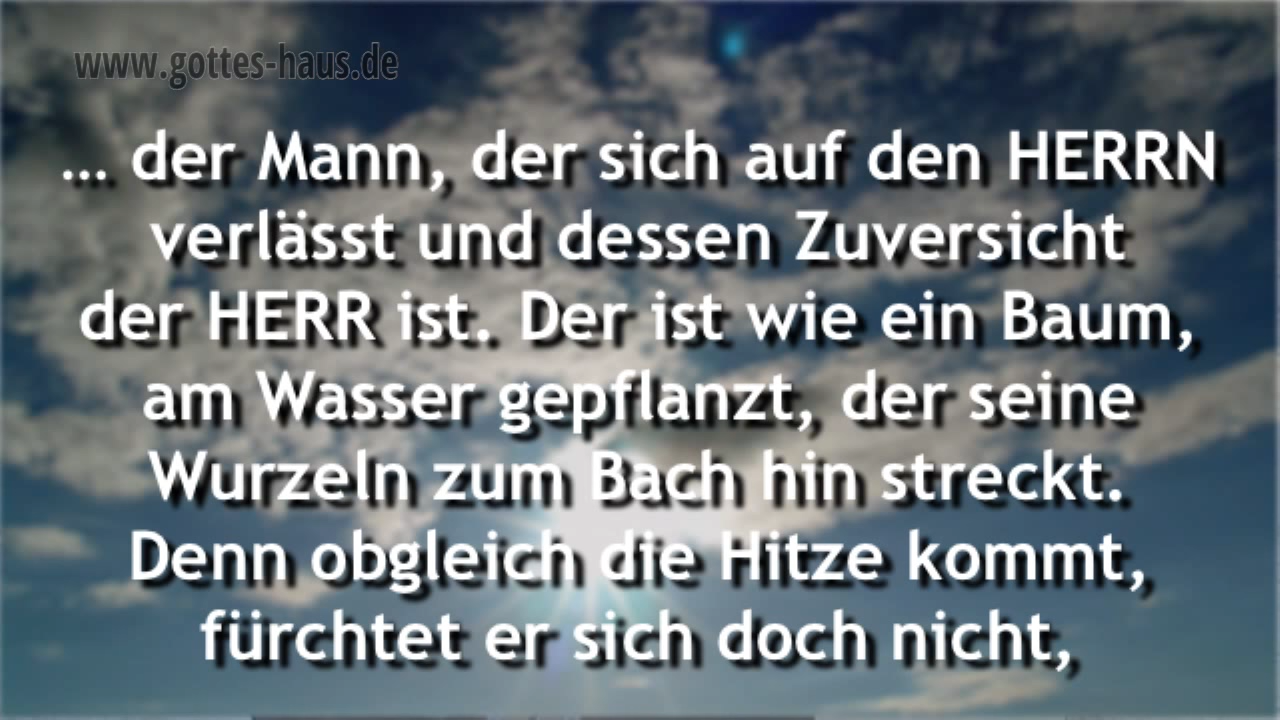 www.gottes-haus.de
... der Mann, der sich auf den HERRN
verlässt und dessen Zuversicht
der HERR ist. Der ist wie ein Baum,
am Wasser gepflanzt, der seine
Wurzeln zum Bach hin streckt.
Denn obgleich die Hitze kommt,
fürchtet er sich doch nicht,